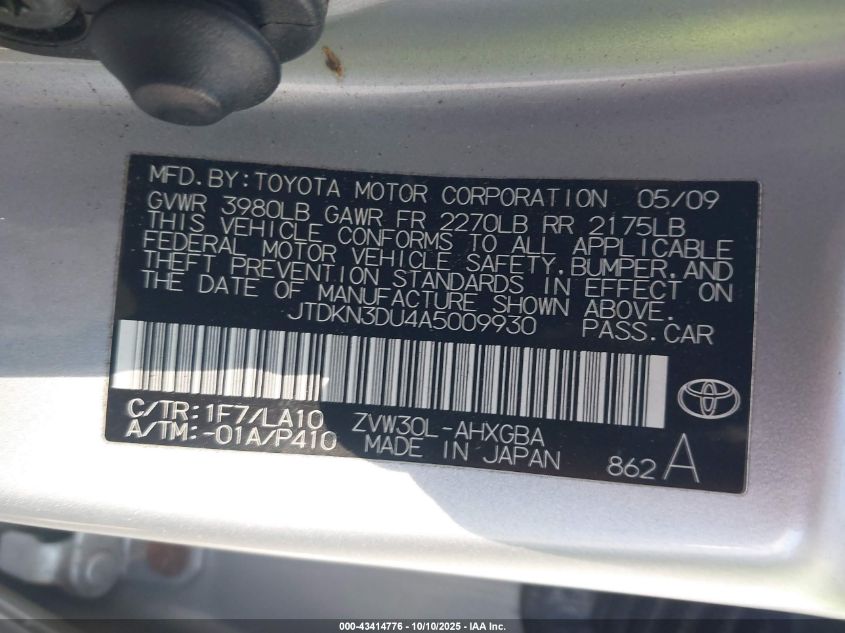 MFD. BY: TOYOTA MOTOR CORPORATION 05/09
GVWR 3980LB GAWR FR 2270LB RR 2175LB
THIS VEHICLE CONFORMS TO ALL APPLICABLE
FEDERAL MOTOR VEHICLE SAFETY, BUMPER, AND
THEFT PREVENTION STANDARDS IN EFFECT ON
THE DATE OF MANUFACTURE SHOWN ABOVE.
JTDKN3DU4A5009930 PASS. CAR
C/TR: 1F7/LA10 ZVW30L-AHXGBA
A/TM: -01A/P410 MADE IN JAPAN 862 A
000-43414776 - 10/10/2025 - IAA Inc.